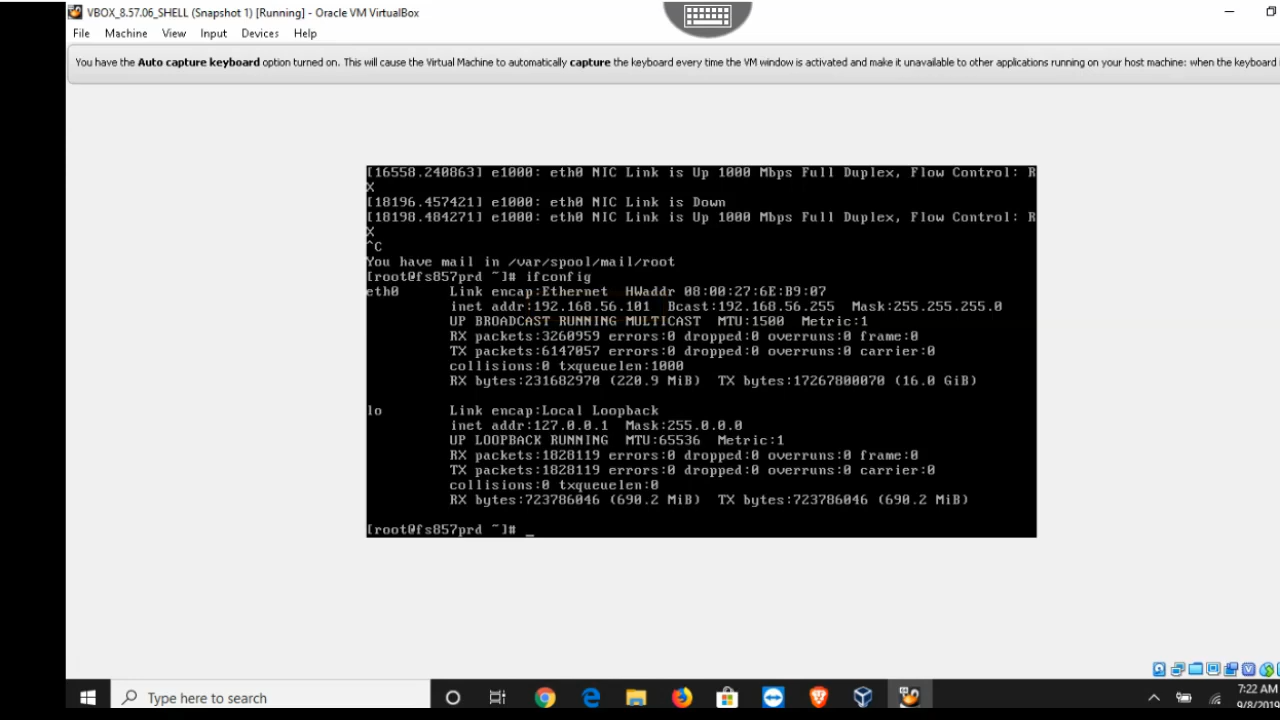 VBOX_8.57.06_SHELL (Snapshot 1) [Running] - Oracle VM VirtualBox
File Machine View Input Devices Help
You have the Auto capture keyboard option turned on. This will cause the Virtual Machine to automatically capture the keyboard every time the VM window is activated and make it unavailable to other applications running on your host machine: when the keyboard
[16558.240863] e1000: eth0 NIC Link is Up 1000 Mbps Full Duplex, Flow Control: R
X
[18196.457421] e1000: eth0 NIC Link is Down
[18198.484271] e1000: eth0 NIC Link is Up 1000 Mbps Full Duplex, Flow Control: R
X
^C
You have mail in /var/spool/mail/root
[root@fs857prd ~]# ifconfig
eth0 Link encap:Ethernet HWaddr 08:00:27:6E:B9:07
inet addr:192.168.56.101 Bcast:192.168.56.255 Mask:255.255.255.0
UP BROADCAST RUNNING MULTICAST MTU:1500 Metric:1
RX packets:3260959 errors:0 dropped:0 overruns:0 frame:0
TX packets:6147057 errors:0 dropped:0 overruns:0 carrier:0
collisions:0 txqueuelen:1000
RX bytes:231682970 (220.9 MiB) TX bytes:17267800070 (16.0 GiB)
lo Link encap:Local Loopback
inet addr:127.0.0.1 Mask:255.0.0.0
UP LOOPBACK RUNNING MTU:65536 Metric:1
RX packets:1828119 errors:0 dropped:0 overruns:0 frame:0
TX packets:1828119 errors:0 dropped:0 overruns:0 carrier:0
collisions:0 txqueuelen:0
RX bytes:723786046 (690.2 MiB) TX bytes:723786046 (690.2 MiB)
[root@fs857prd ~]# _
Type here to search
7:22 AM
9/8/2019